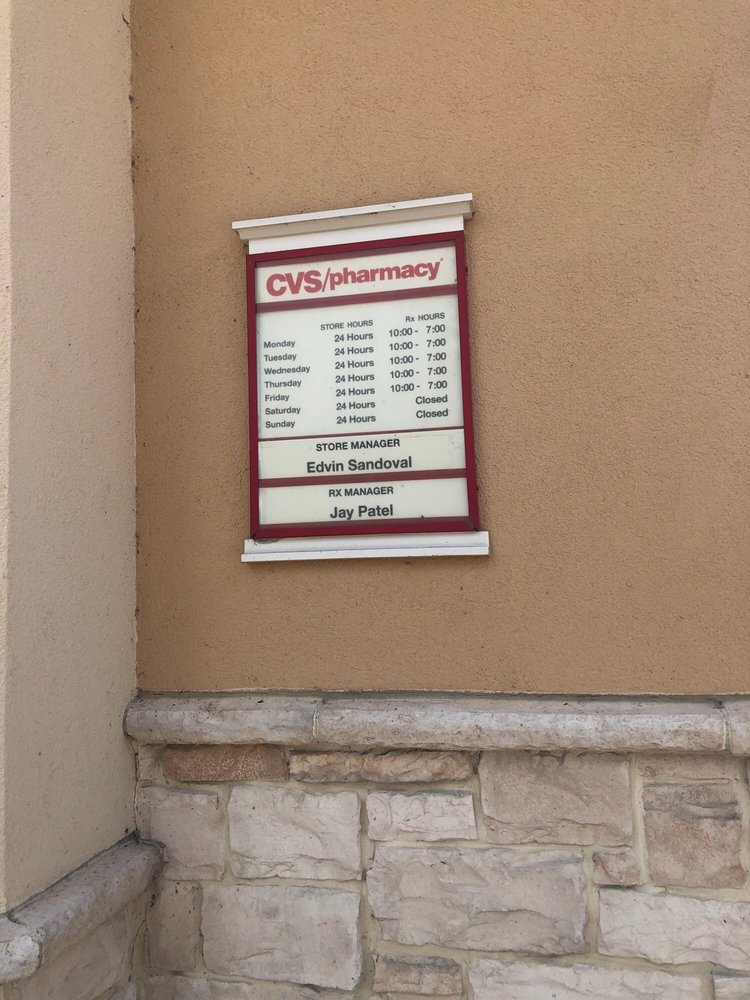 CVS/pharmacy®
STORE HOURS Rx HOURS
Monday 24 Hours 10:00 - 7:00
Tuesday 24 Hours 10:00 - 7:00
Wednesday 24 Hours 10:00 - 7:00
Thursday 24 Hours 10:00 - 7:00
Friday 24 Hours 10:00 - 7:00
Saturday 24 Hours Closed
Sunday 24 Hours Closed
STORE MANAGER
Edvin Sandoval
RX MANAGER
Jay Patel